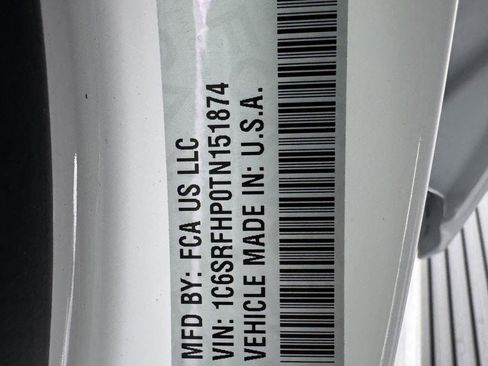 MFD BY: FCA US LLC
VIN: 1C6SRFHP0TN151874
VEHICLE MADE IN: U.S.A.